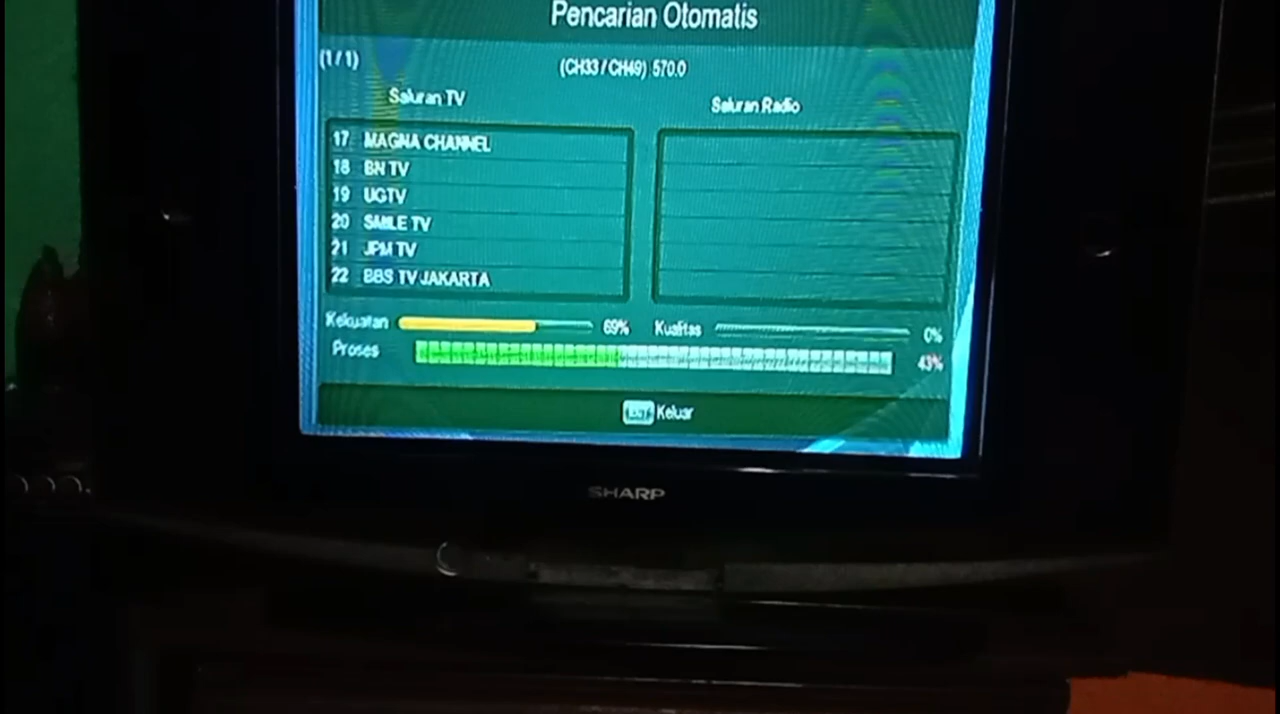 Pencarian Otomatis
(1 / 1)
(CH33 / CH49) 570.0
Saluran TV
Saluran Radio
17 MAGNA CHANNEL
18 BN TV
19 UGTV
20 SMILE TV
21 JPM TV
22 BBS TV JAKARTA
Kekuatan 69% Kualitas 0%
Proses 43%
EXIT Keluar
SHARP